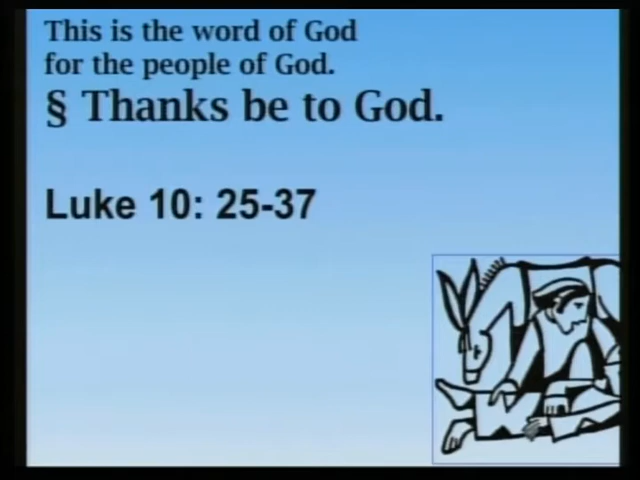 This is the word of God
for the people of God.
§ Thanks be to God.
Luke 10: 25-37